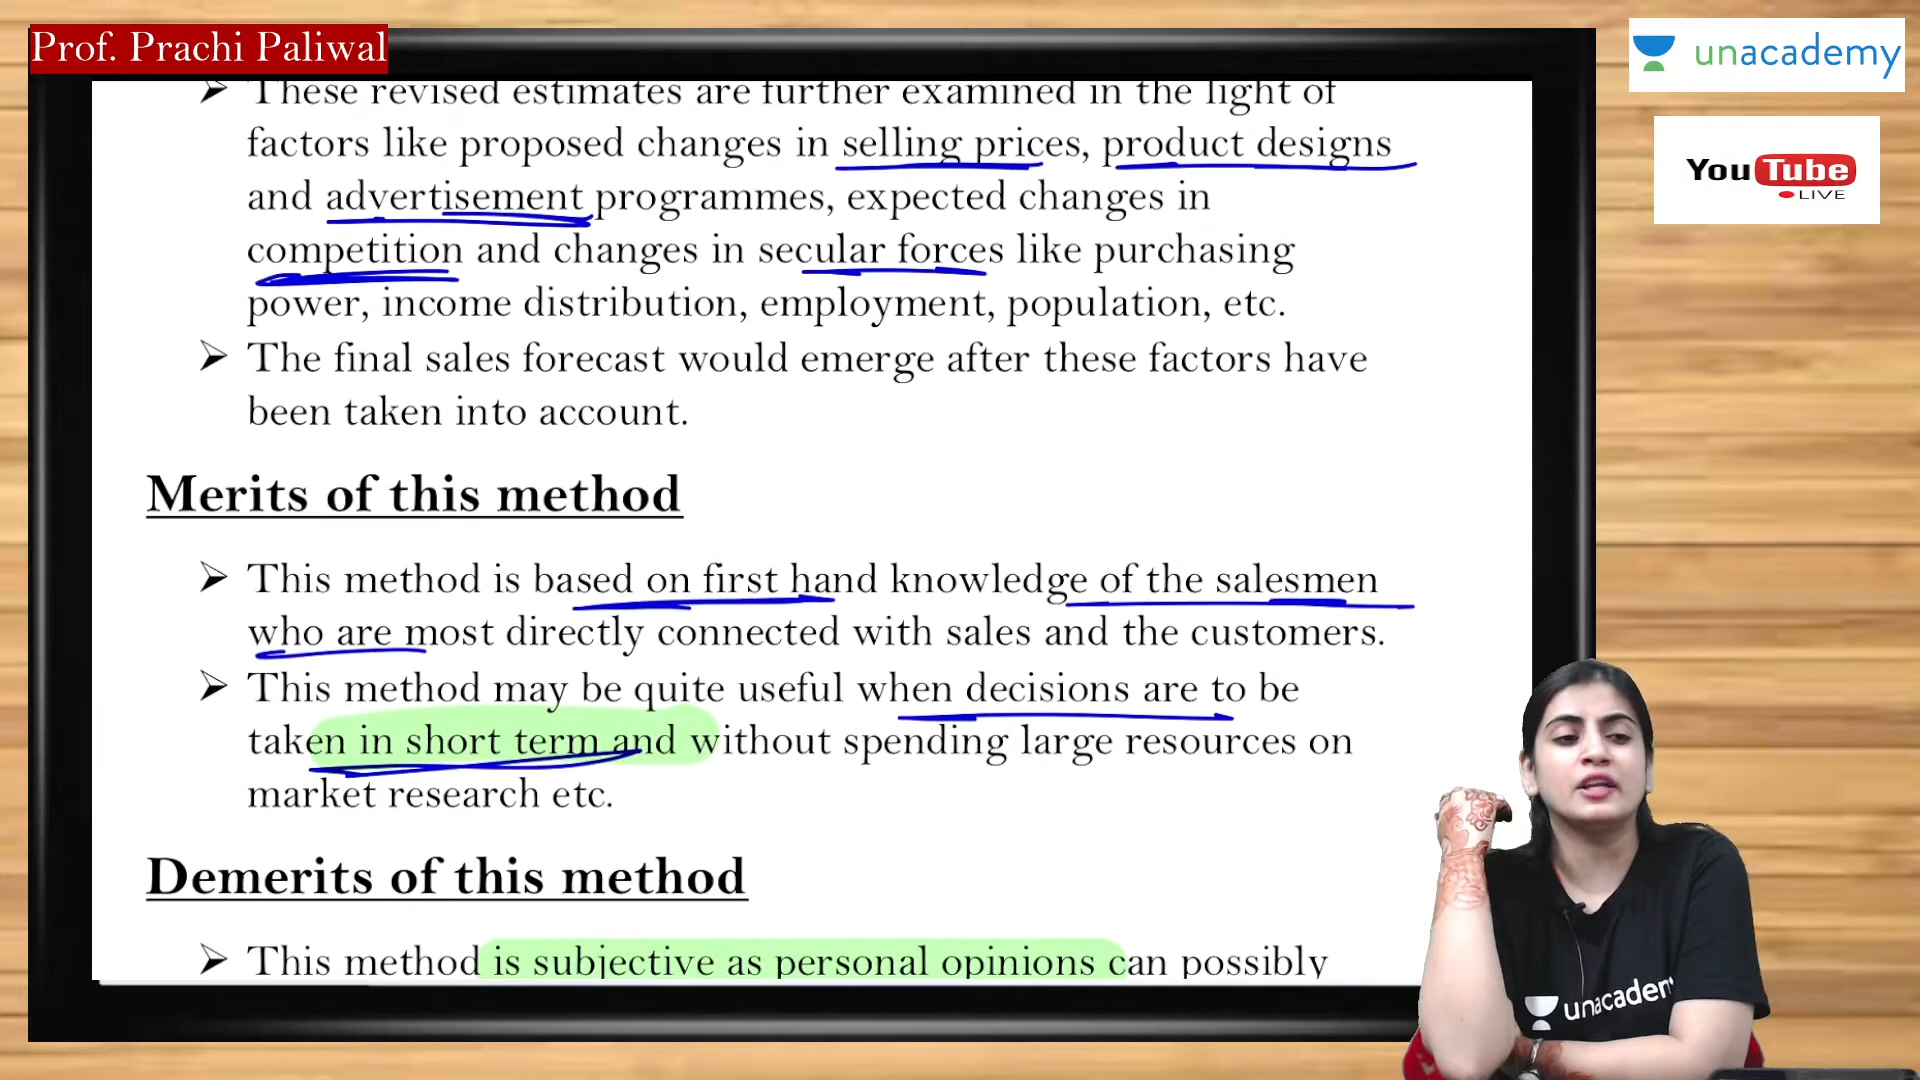 Prof. Prachi Paliwal
unacademy
You Tube
LIVE
➢ These revised estimates are further examined in the light of
factors like proposed changes in selling prices, product designs
and advertisement programmes, expected changes in
competition and changes in secular forces like purchasing
power, income distribution, employment, population, etc.
➢ The final sales forecast would emerge after these factors have
been taken into account.
Merits of this method
➢ This method is based on first hand knowledge of the salesmen
who are most directly connected with sales and the customers.
➢ This method may be quite useful when decisions are to be
taken in short term and without spending large resources on
market research etc.
Demerits of this method
➢ This method is subjective as personal opinions can possibly
unacadem